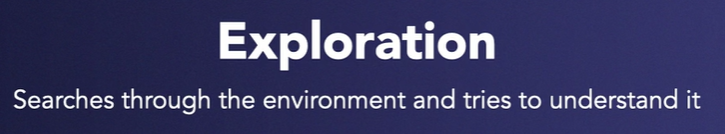 Exploration
Searches through the environment and tries to understand it